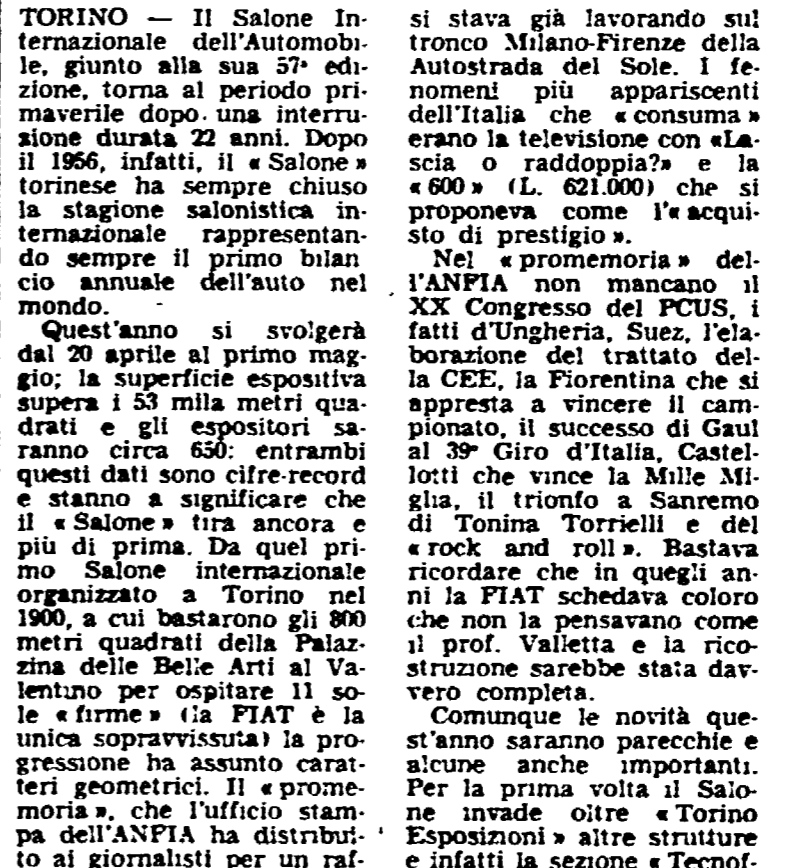 TORINO — Il Salone In-
ternazionale dell'Automobi-
le, giunto alla sua 57ª edi-
zione, torna al periodo pri-
maverile dopo una interru-
zione durata 22 anni. Dopo
il 1956, infatti, il « Salone »
torinese ha sempre chiuso
la stagione salonistica in-
ternazionale rappresentan-
do sempre il primo bilan
cio annuale dell'auto nel
mondo.
Quest'anno si svolgerà
dal 20 aprile al primo mag-
gio; la superficie espositiva
supera i 53 mila metri qua-
drati e gli espositori sa-
ranno circa 650: entrambi
questi dati sono cifre-record
e stanno a significare che
il « Salone » tira ancora e
più di prima. Da quel pri-
mo Salone internazionale
organizzato a Torino nel
1900, a cui bastarono gli 800
metri quadrati della Palaz-
zina delle Belle Arti al Va-
lentino per ospitare 11 so-
le « firme » (la FIAT è la
unica sopravvissuta) la pro-
gressione ha assunto carat-
teri geometrici. Il « prome-
moria », che l'ufficio stam-
pa dell'ANFIA ha distribui-
to ai giornalisti per un raf-
si stava già lavorando sul
tronco Milano-Firenze della
Autostrada del Sole. I fe-
nomeni più appariscenti
dell'Italia che « consuma »
erano la televisione con «La-
scia o raddoppia?» e la
« 600 » (L. 621.000) che si
proponeva come l'« acqui-
sto di prestigio ».
Nel « promemoria » del-
l'ANFIA non mancano il
XX Congresso del PCUS, i
fatti d'Ungheria, Suez, l'ela-
borazione del trattato del-
la CEE, la Fiorentina che si
appresta a vincere il cam-
pionato, il successo di Gaul
al 39º Giro d'Italia, Castel-
lotti che vince la Mille Mi-
glia, il trionfo a Sanremo
di Tonina Torrielli e del
« rock and roll ». Bastava
ricordare che in quegli an-
ni la FIAT schedava coloro
che non la pensavano come
il prof. Valletta e la rico-
struzione sarebbe stata dav-
vero completa.
Comunque le novità que-
st'anno saranno parecchie e
alcune anche importanti.
Per la prima volta il Salo-
ne invade oltre « Torino
Esposizioni » altre strutture
e infatti la sezione « Tecnof-